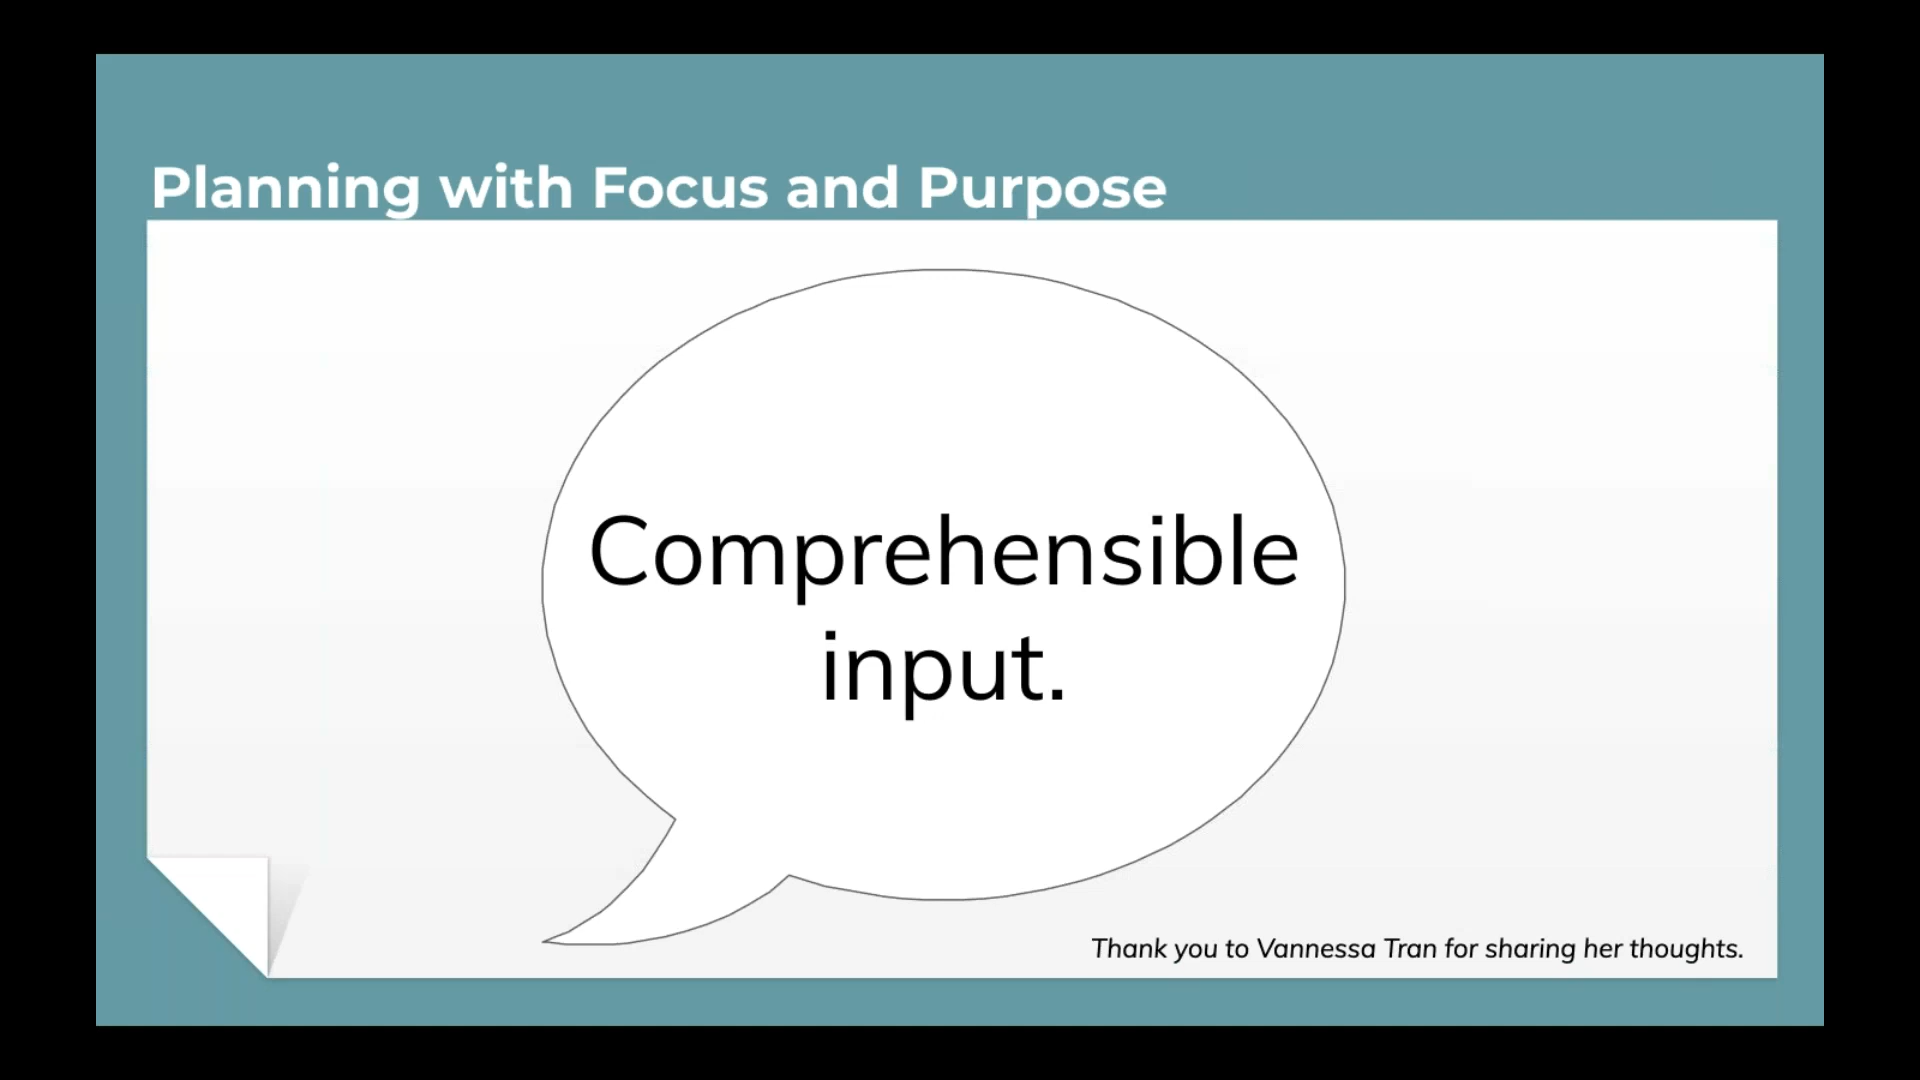 Planning with Focus and Purpose
Comprehensible
input.
Thank you to Vannessa Tran for sharing her thoughts.